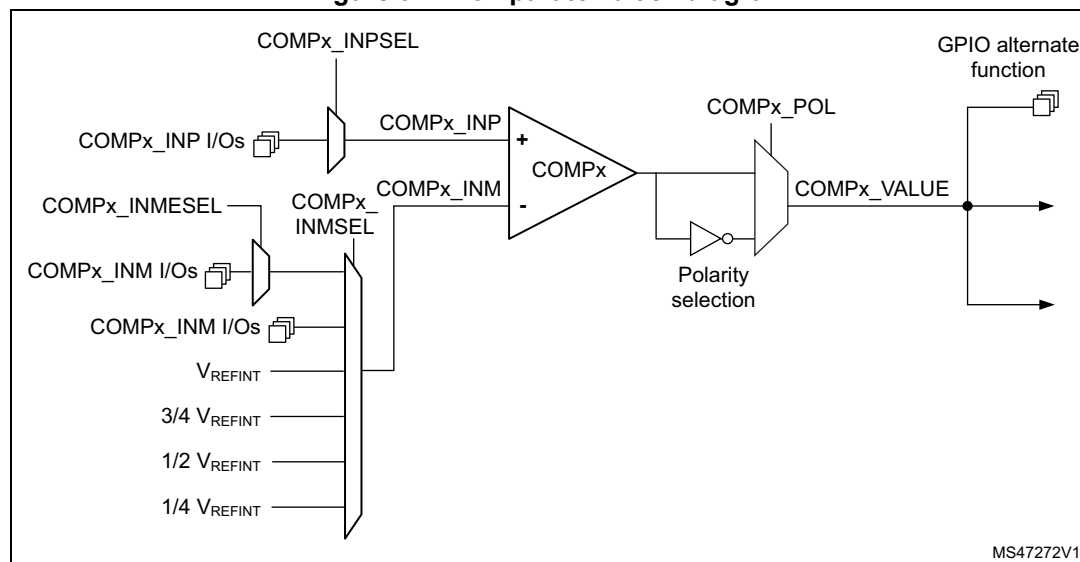 COMPx_INPSEL
GPIO alternate
function
COMPx_POL
COMPx_INP
COMPx_INP I/Os
+
COMPx
COMPx_INM
COMPx_VALUE
-
COMPx_
INMSEL
COMPx_INMESEL
COMPx_INM I/Os
Polarity
selection
COMPx_INM I/Os
VREFINT
3/4 VREFINT
1/2 VREFINT
1/4 VREFINT
MS47272V1